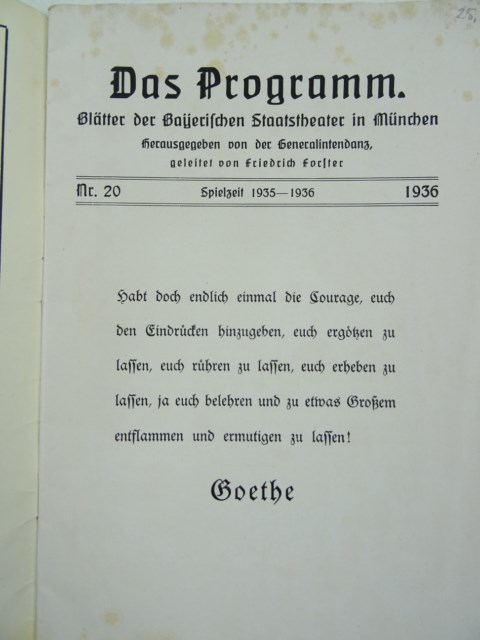 25.
Das Programm.
Blätter der Bayerischen Staatstheater in München
Herausgegeben von der Generalintendanz,
geleitet von Friedrich Forster
Nr. 20 Spielzeit 1935—1936 1936
Habt doch endlich einmal die Courage, euch
den Eindrücken hinzugeben, euch ergötzen zu
lassen, euch rühren zu lassen, euch erheben zu
lassen, ja euch belehren und zu etwas Großem
entflammen und ermutigen zu lassen!
Goethe